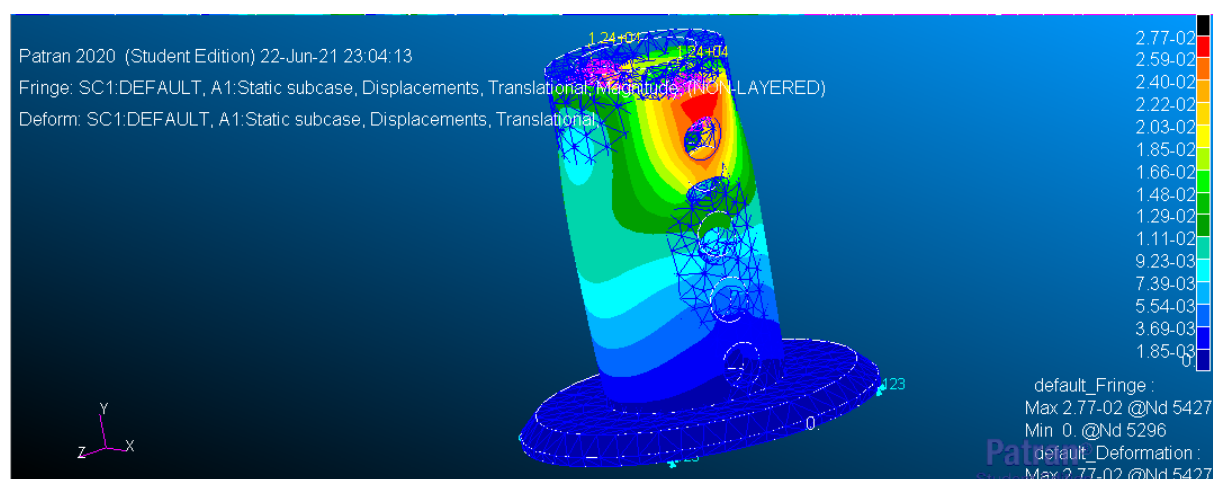 Patran 2020 (Student Edition) 22-Jun-21 23:04:13
Fringe: SC1:DEFAULT, A1:Static subcase, Displacements, Translational, Magnitude, (NON-LAYERED)
Deform: SC1:DEFAULT, A1:Static subcase, Displacements, Translational,
1.24+04
1.24+04
2.77-02
2.59-02
2.40-02
2.22-02
2.03-02
1.85-02
1.66-02
1.48-02
1.29-02
1.11-02
9.23-03
7.39-03
5.54-03
3.69-03
1.85-03
0.
123
0.
Y
Z
X
default_Fringe :
Max 2.77-02 @Nd 5427
Min 0. @Nd 5296
Patran
default_Deformation :
Max 2.77-02 @Nd 5427